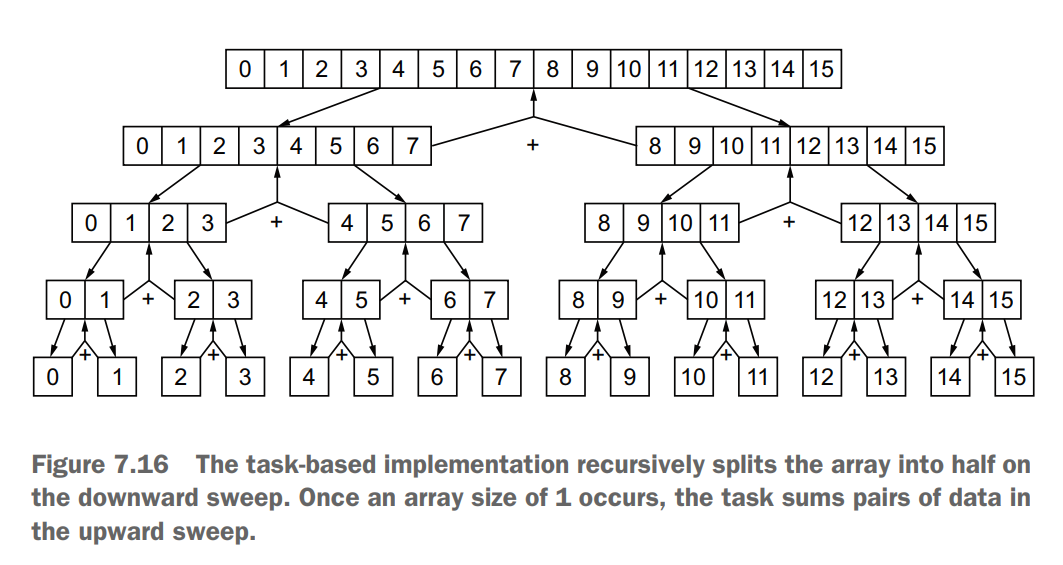 0 1 2 3 4 5 6 7 8 9 10 11 12 13 14 15
0 1 2 3 4 5 6 7 + 8 9 10 11 12 13 14 15
0 1 2 3 + 4 5 6 7 8 9 10 11 + 12 13 14 15
0 1 + 2 3 4 5 + 6 7 8 9 + 10 11 12 13 + 14 15
+ + + + + + + +
0 1 2 3 4 5 6 7 8 9 10 11 12 13 14 15
Figure 7.16 The task-based implementation recursively splits the array into half on
the downward sweep. Once an array size of 1 occurs, the task sums pairs of data in
the upward sweep.